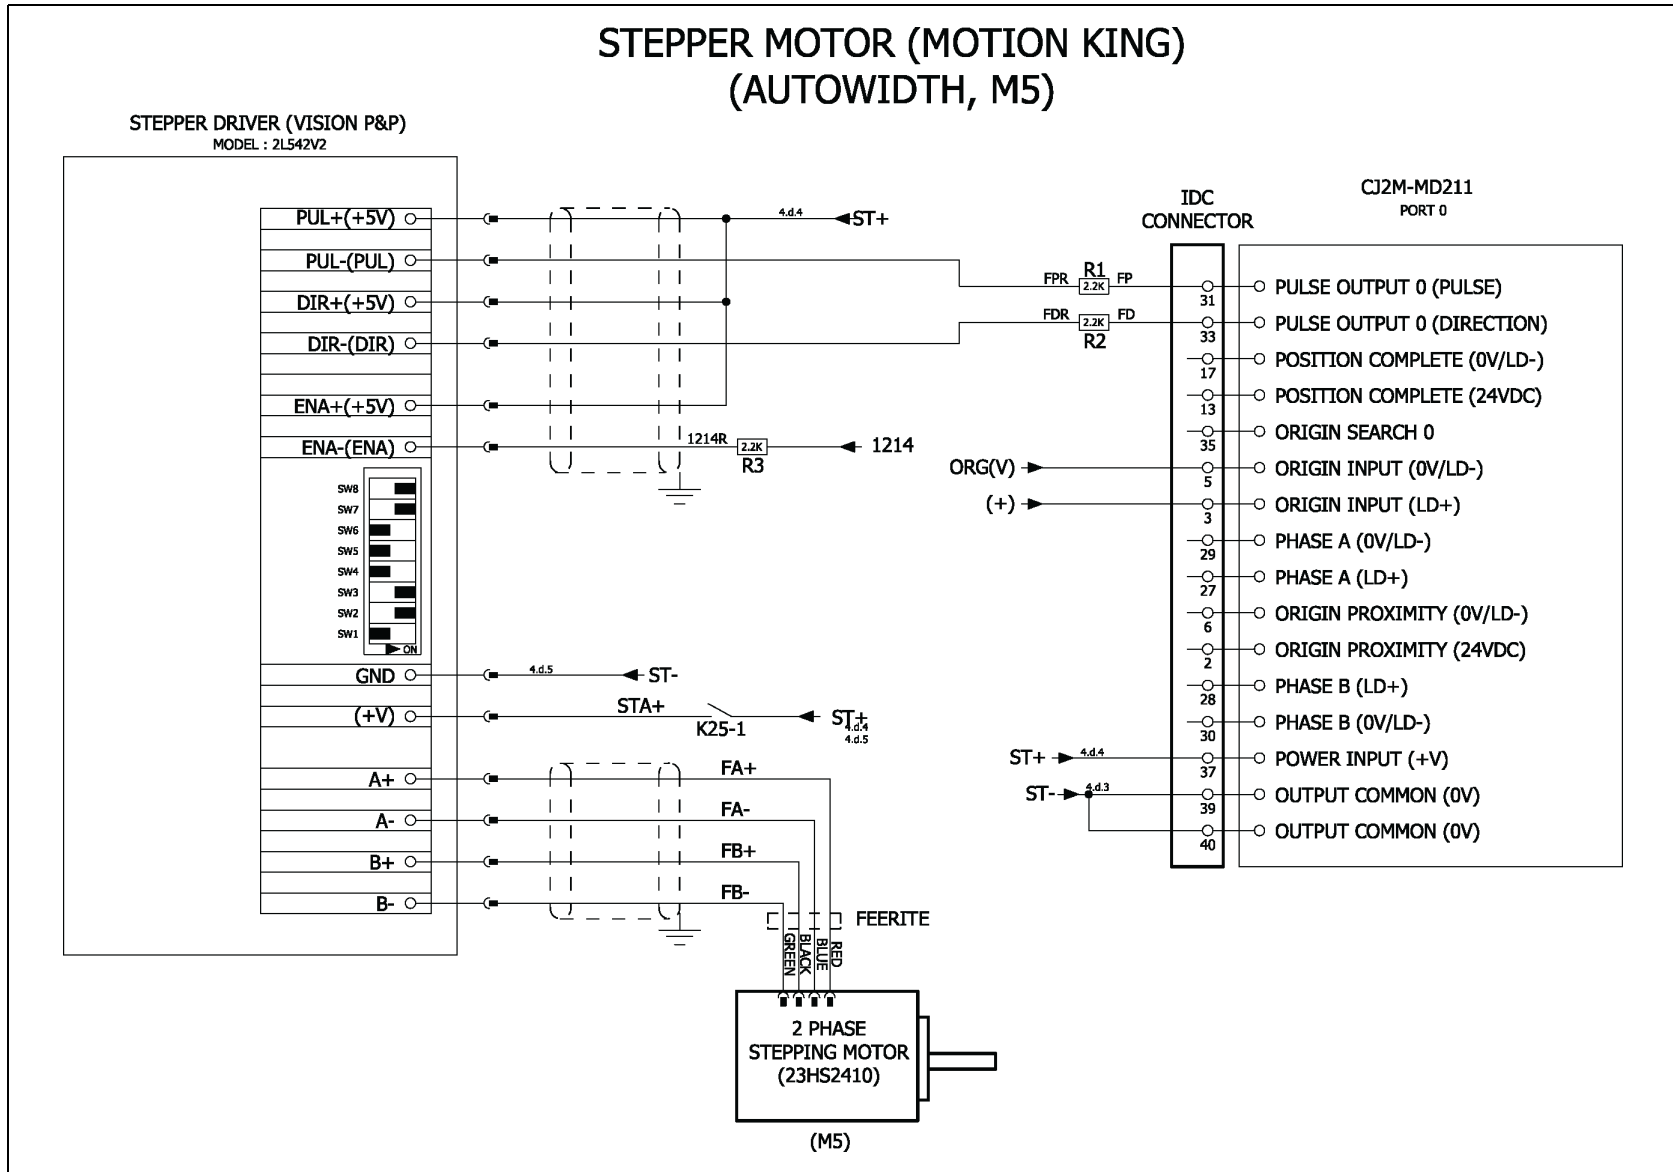 STEPPER MOTOR (MOTION KING)
(AUTOWIDTH, M5)
STEPPER DRIVER (VISION P&P)
MODEL : 2L542V2
PUL+(+5V)
PUL-(PUL)
DIR+(+5V)
DIR-(DIR)
ENA+(+5V)
ENA-(ENA)
SW8
SW7
SW6
SW5
SW4
SW3
SW2
SW1
ON
GND
(+V)
A+
A-
B+
B-
4.d.4
ST+
FPR
R1
2.2K
FP
FDR
2.2K
FD
R2
1214R
2.2K
R3
1214
4.d.5
ST-
STA+
K25-1
ST+
4.d.4
4.d.5
FA+
FA-
FB+
FB-
FEERITE
GREEN
BLACK
BLUE
RED
2 PHASE
STEPPING MOTOR
(23HS2410)
(M5)
IDC
CONNECTOR
CJ2M-MD211
PORT 0
31
PULSE OUTPUT 0 (PULSE)
33
PULSE OUTPUT 0 (DIRECTION)
17
POSITION COMPLETE (0V/LD-)
13
POSITION COMPLETE (24VDC)
35
ORIGIN SEARCH 0
ORG(V)
5
ORIGIN INPUT (0V/LD-)
(+)
3
ORIGIN INPUT (LD+)
29
PHASE A (0V/LD-)
27
PHASE A (LD+)
6
ORIGIN PROXIMITY (0V/LD-)
2
ORIGIN PROXIMITY (24VDC)
28
PHASE B (LD+)
30
PHASE B (0V/LD-)
ST+
4.d.4
37
POWER INPUT (+V)
ST-
4.d.3
39
OUTPUT COMMON (0V)
40
OUTPUT COMMON (0V)